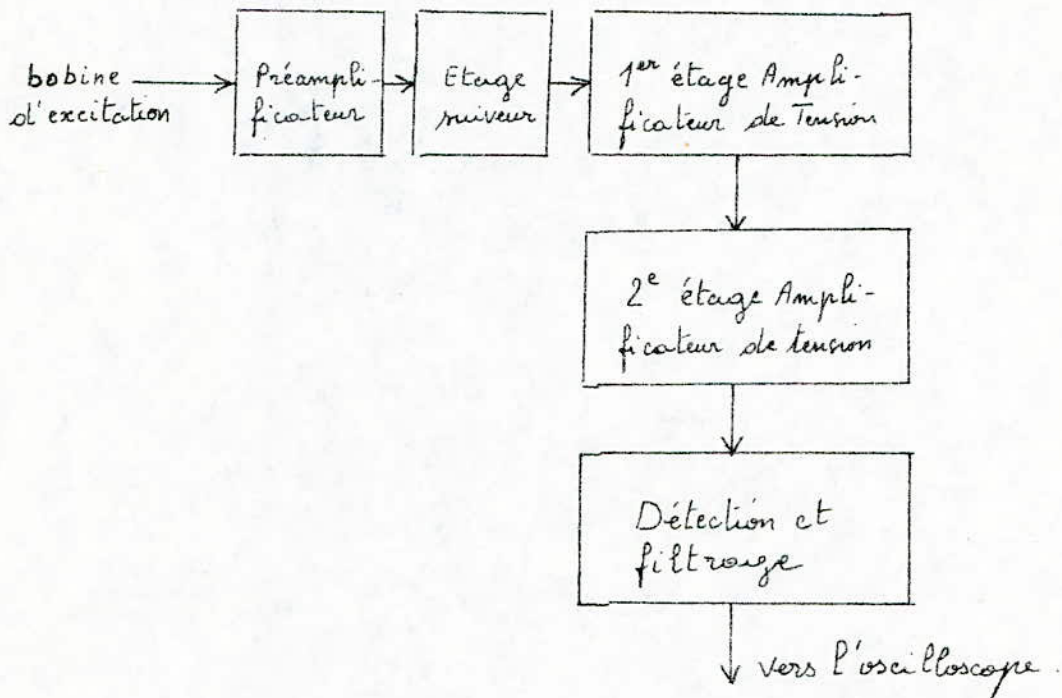 bobine
d'excitation
Préampli-
ficateur
Etage
suiveur
1er étage Ampli-
ficateur de Tension
2e étage Ampli-
ficateur de tension
Détection et
filtrage
vers l'oscilloscope.